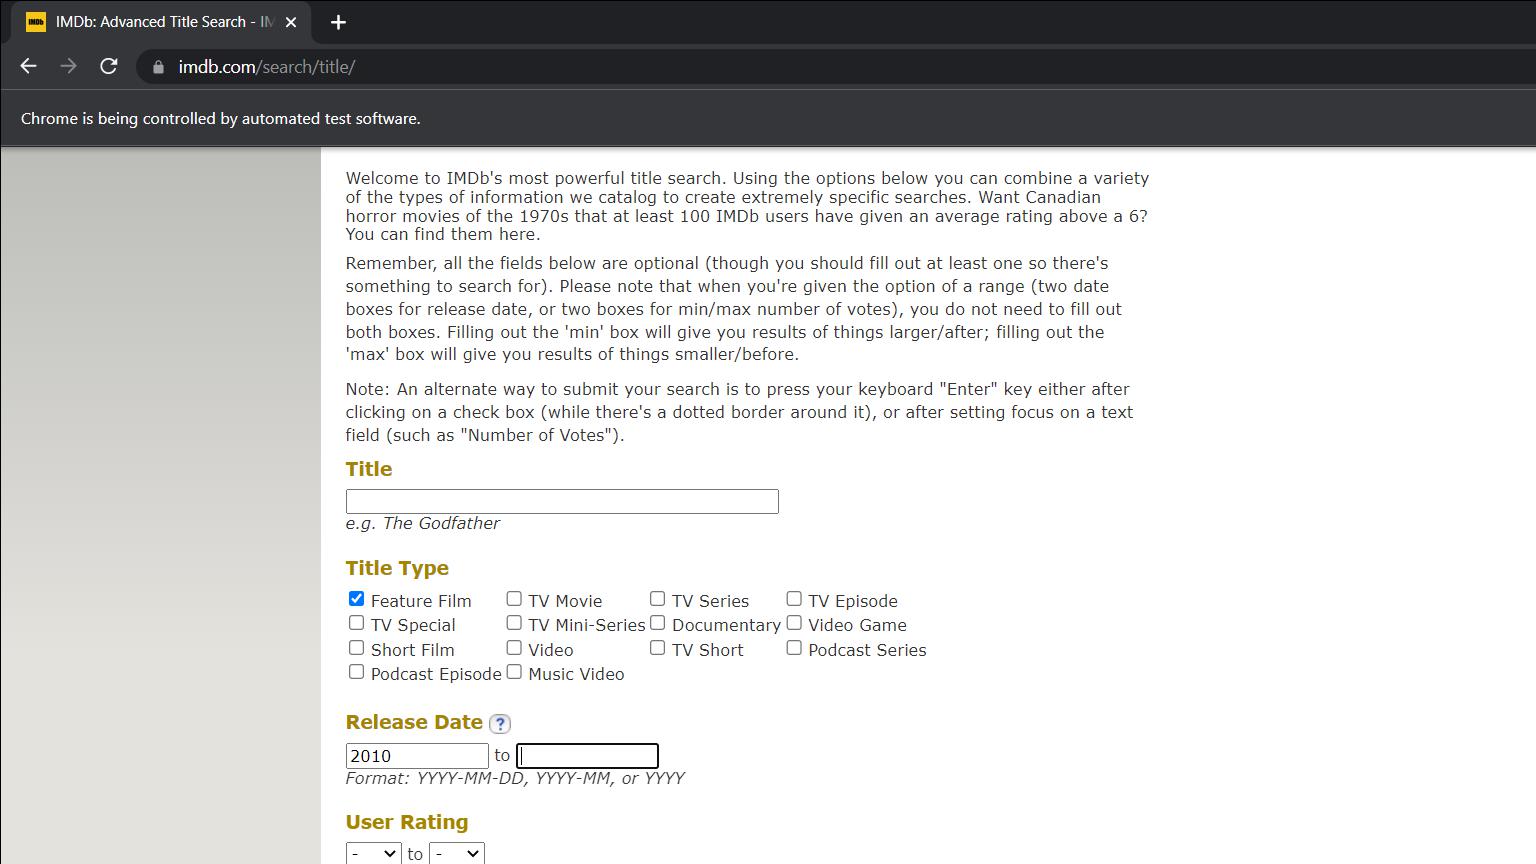 IMDb: Advanced Title Search - IM
imdb.com/search/title/
Chrome is being controlled by automated test software.
Welcome to IMDb's most powerful title search. Using the options below you can combine a variety
of the types of information we catalog to create extremely specific searches. Want Canadian
horror movies of the 1970s that at least 100 IMDb users have given an average rating above a 6?
You can find them here.
Remember, all the fields below are optional (though you should fill out at least one so there's
something to search for). Please note that when you're given the option of a range (two date
boxes for release date, or two boxes for min/max number of votes), you do not need to fill out
both boxes. Filling out the 'min' box will give you results of things larger/after; filling out the
'max' box will give you results of things smaller/before.
Note: An alternate way to submit your search is to press your keyboard "Enter" key either after
clicking on a check box (while there's a dotted border around it), or after setting focus on a text
field (such as "Number of Votes").
Title
e.g. The Godfather
Title Type
Feature Film TV Movie TV Series TV Episode
TV Special TV Mini-Series Documentary Video Game
Short Film Video TV Short Podcast Series
Podcast Episode Music Video
Release Date ?
2010 to
Format: YYYY-MM-DD, YYYY-MM, or YYYY
User Rating
- to -